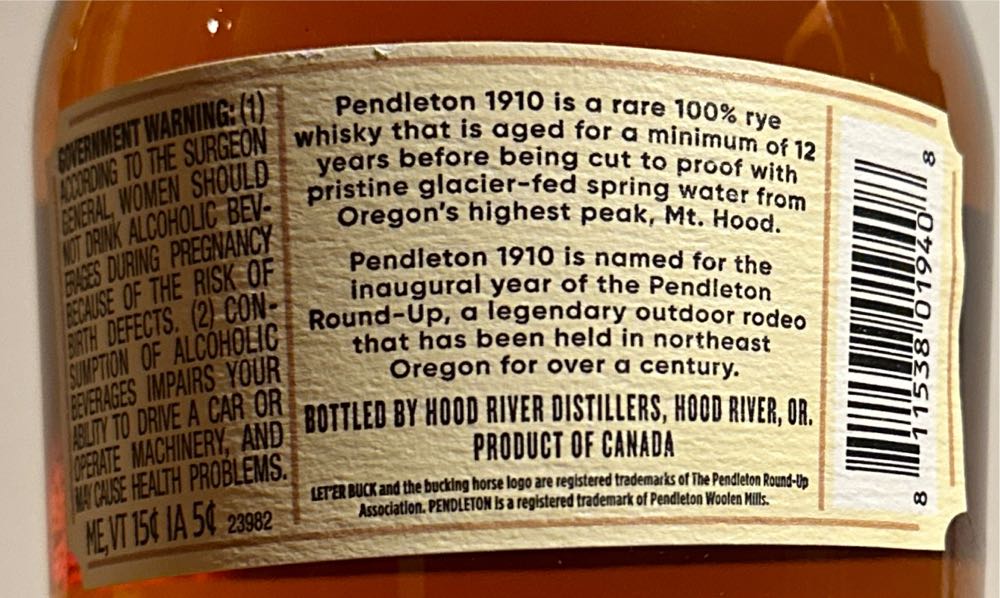 GOVERNMENT WARNING: (1)
ACCORDING TO THE SURGEON
GENERAL, WOMEN SHOULD
NOT DRINK ALCOHOLIC BEV-
ERAGES DURING PREGNANCY
BECAUSE OF THE RISK OF
BIRTH DEFECTS. (2) CON-
SUMPTION OF ALCOHOLIC
BEVERAGES IMPAIRS YOUR
ABILITY TO DRIVE A CAR OR
OPERATE MACHINERY, AND
MAY CAUSE HEALTH PROBLEMS.
ME,VT 15¢ IA 5¢ 23982
Pendleton 1910 is a rare 100% rye
whisky that is aged for a minimum of 12
years before being cut to proof with
pristine glacier-fed spring water from
Oregon's highest peak, Mt. Hood.
Pendleton 1910 is named for the
inaugural year of the Pendleton
Round-Up, a legendary outdoor rodeo
that has been held in northeast
Oregon for over a century.
BOTTLED BY HOOD RIVER DISTILLERS, HOOD RIVER, OR.
PRODUCT OF CANADA
LET'ER BUCK and the bucking horse logo are registered trademarks of The Pendleton Round-Up
Association. PENDLETON is a registered trademark of Pendleton Woolen Mills.
8 11538 01940 8